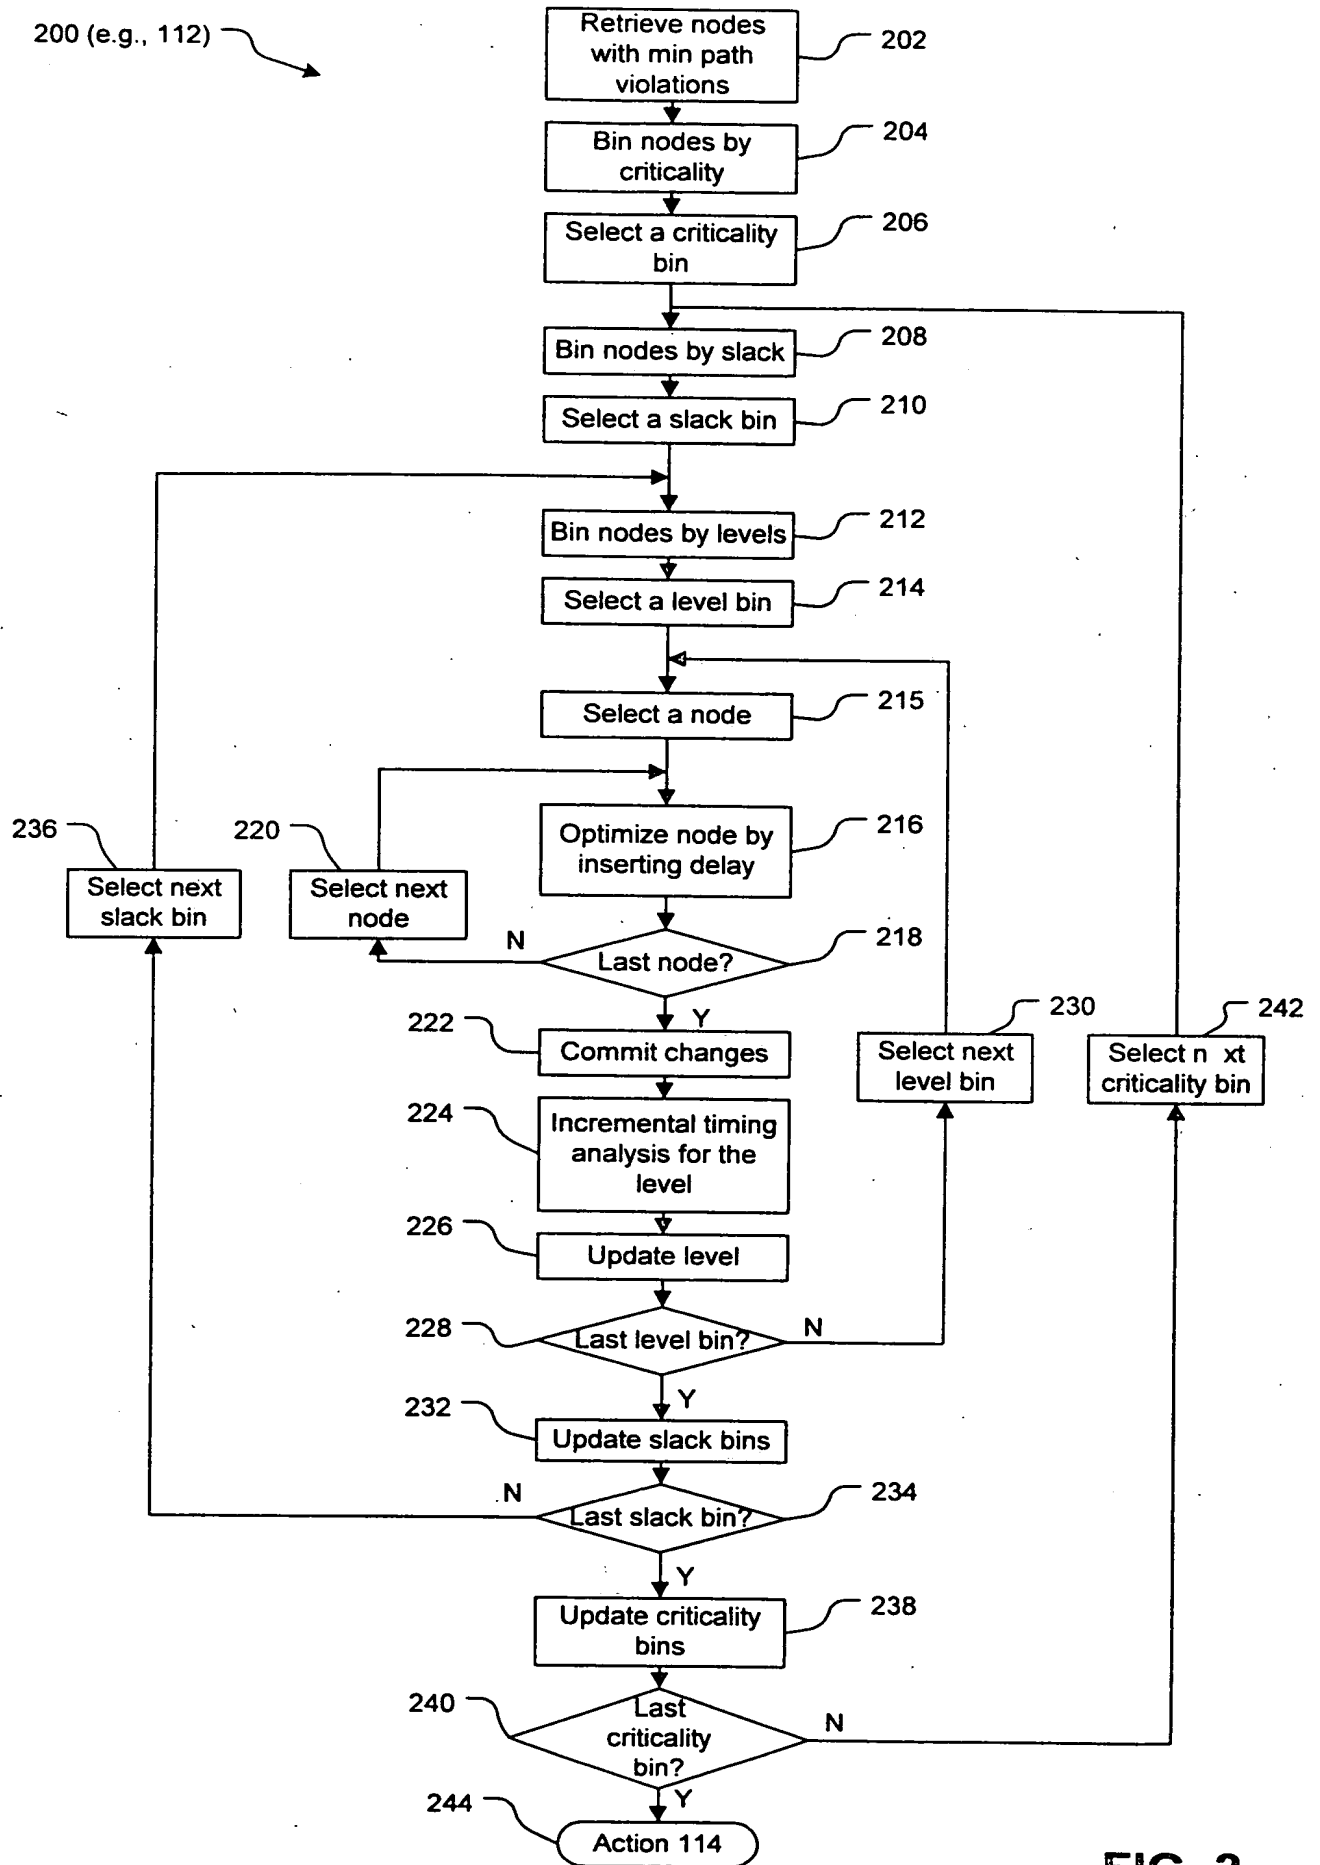 200 (e.g., 112)
Retrieve nodes
with min path
violations
202
Bin nodes by
criticality
204
Select a criticality
bin
206
Bin nodes by slack
208
Select a slack bin
210
Bin nodes by levels
212
Select a level bin
214
Select a node
215
Optimize node by
inserting delay
216
236
Select next
slack bin
220
Select next
node
N
Last node?
218
Y
222
Commit changes
230
Select next
level bin
242
Select n xt
criticality bin
224
Incremental timing
analysis for the
level
226
Update level
228
Last level bin?
N
Y
232
Update slack bins
N
Last slack bin?
234
Y
Update criticality
bins
238
240
Last
criticality
bin?
N
Y
244
Action 114